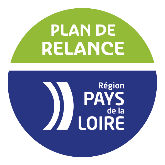 PLAN DE
RELANCE
Région
PAYS
de la
LOIRE